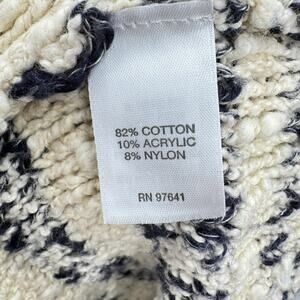 82% COTTON
10% ACRYLIC
8% NYLON
RN 97641